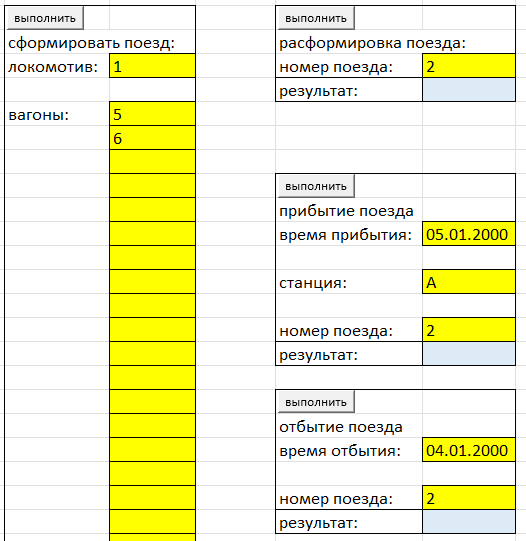 выполнить
сформировать поезд:
локомотив: 1
вагоны: 5
6
выполнить
расформировка поезда:
номер поезда: 2
результат:
выполнить
прибытие поезда
время прибытия: 05.01.2000
станция: А
номер поезда: 2
результат:
выполнить
отбытие поезда
время отбытия: 04.01.2000
номер поезда: 2
результат: